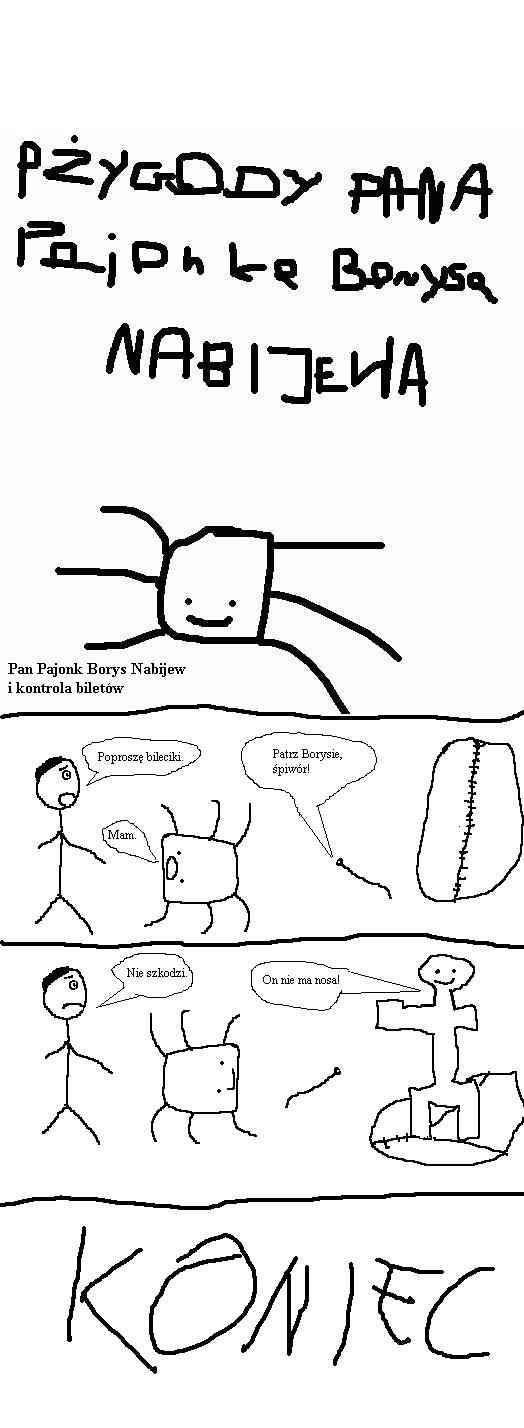 PŻYGODY PANA
PajOnka BOrysa
NABIJEWA
Pan Pajonk Borys Nabijew
i kontrola biletów
Poproszę bileciki.
Mam.
Patrz Borysie,
śpiwór!
Nie szkodzi.
On nie ma nosa!
KONIEC